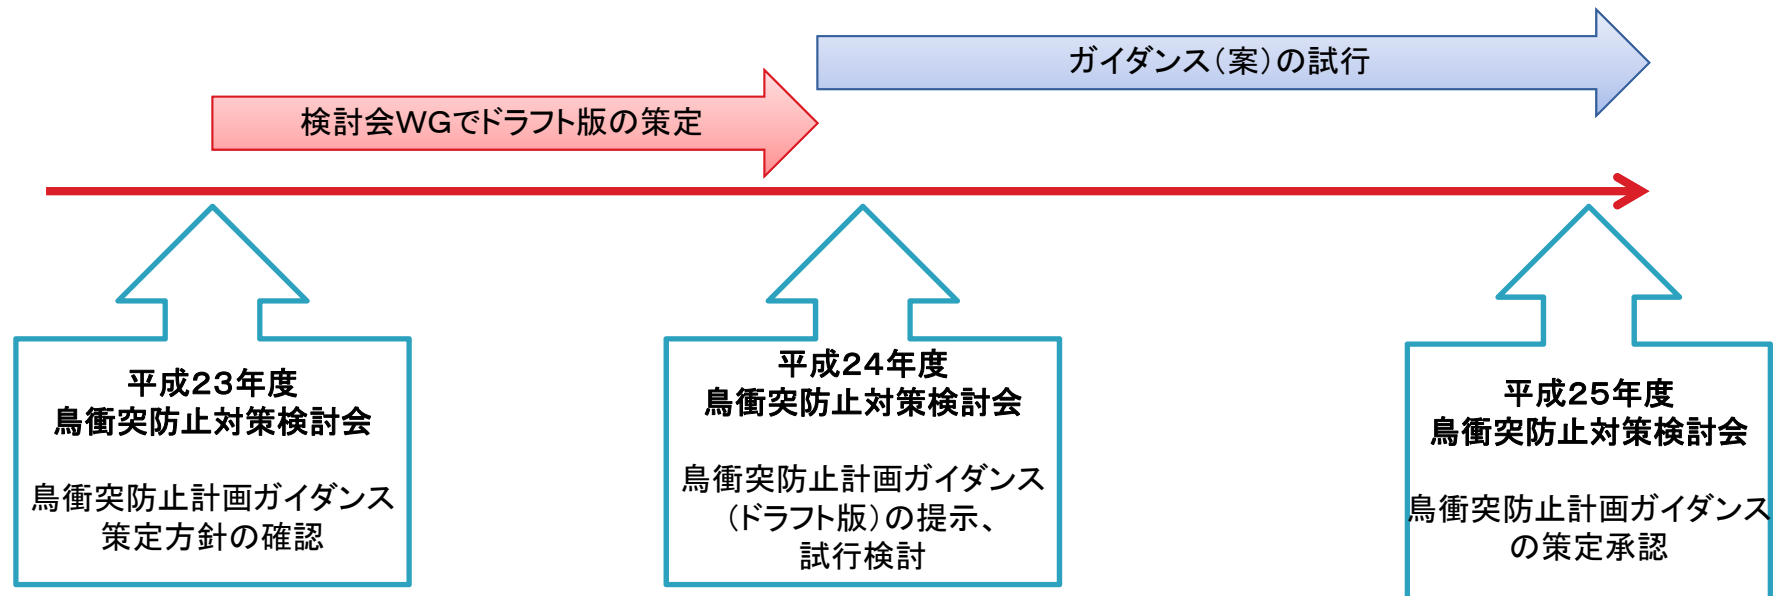 ガイダンス（案）の試行
検討会WGでドラフト版の策定
平成２３年度
鳥衝突防止対策検討会
鳥衝突防止計画ガイダンス
策定方針の確認
平成２４年度
鳥衝突防止対策検討会
鳥衝突防止計画ガイダンス
（ドラフト版）の提示、
試行検討
平成２５年度
鳥衝突防止対策検討会
鳥衝突防止計画ガイダンス
の策定承認